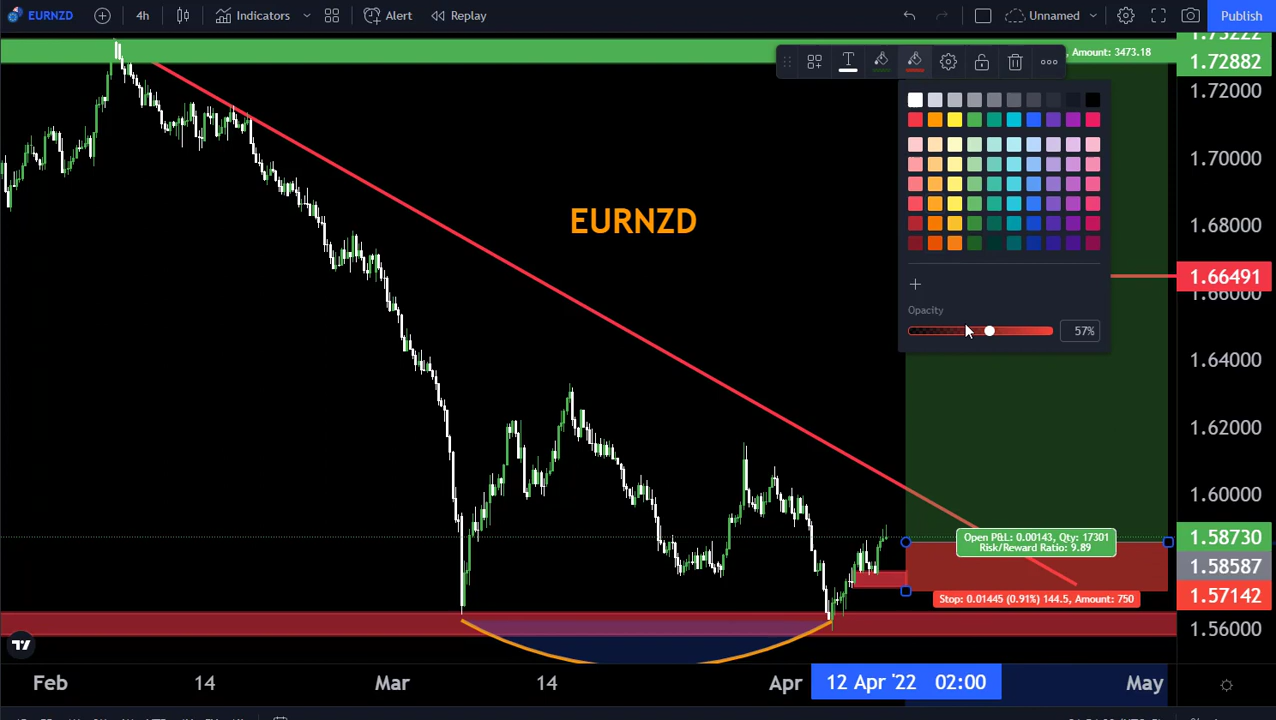 EURNZD 4h Indicators Alert Replay Unnamed Publish
1.73222
, Amount: 3473.18
1.72882
1.72000
1.70000
EURNZD
1.68000
1.66491
1.66000
Opacity
57%
1.64000
1.62000
1.60000
Open P&L: 0.00143, Qty: 17301
Risk/Reward Ratio: 9.89
1.58730
1.58587
Stop: 0.01445 (0.91%) 144.5, Amount: 750
1.57142
1.56000
Feb 14 Mar 14 Apr 12 Apr '22 02:00 May